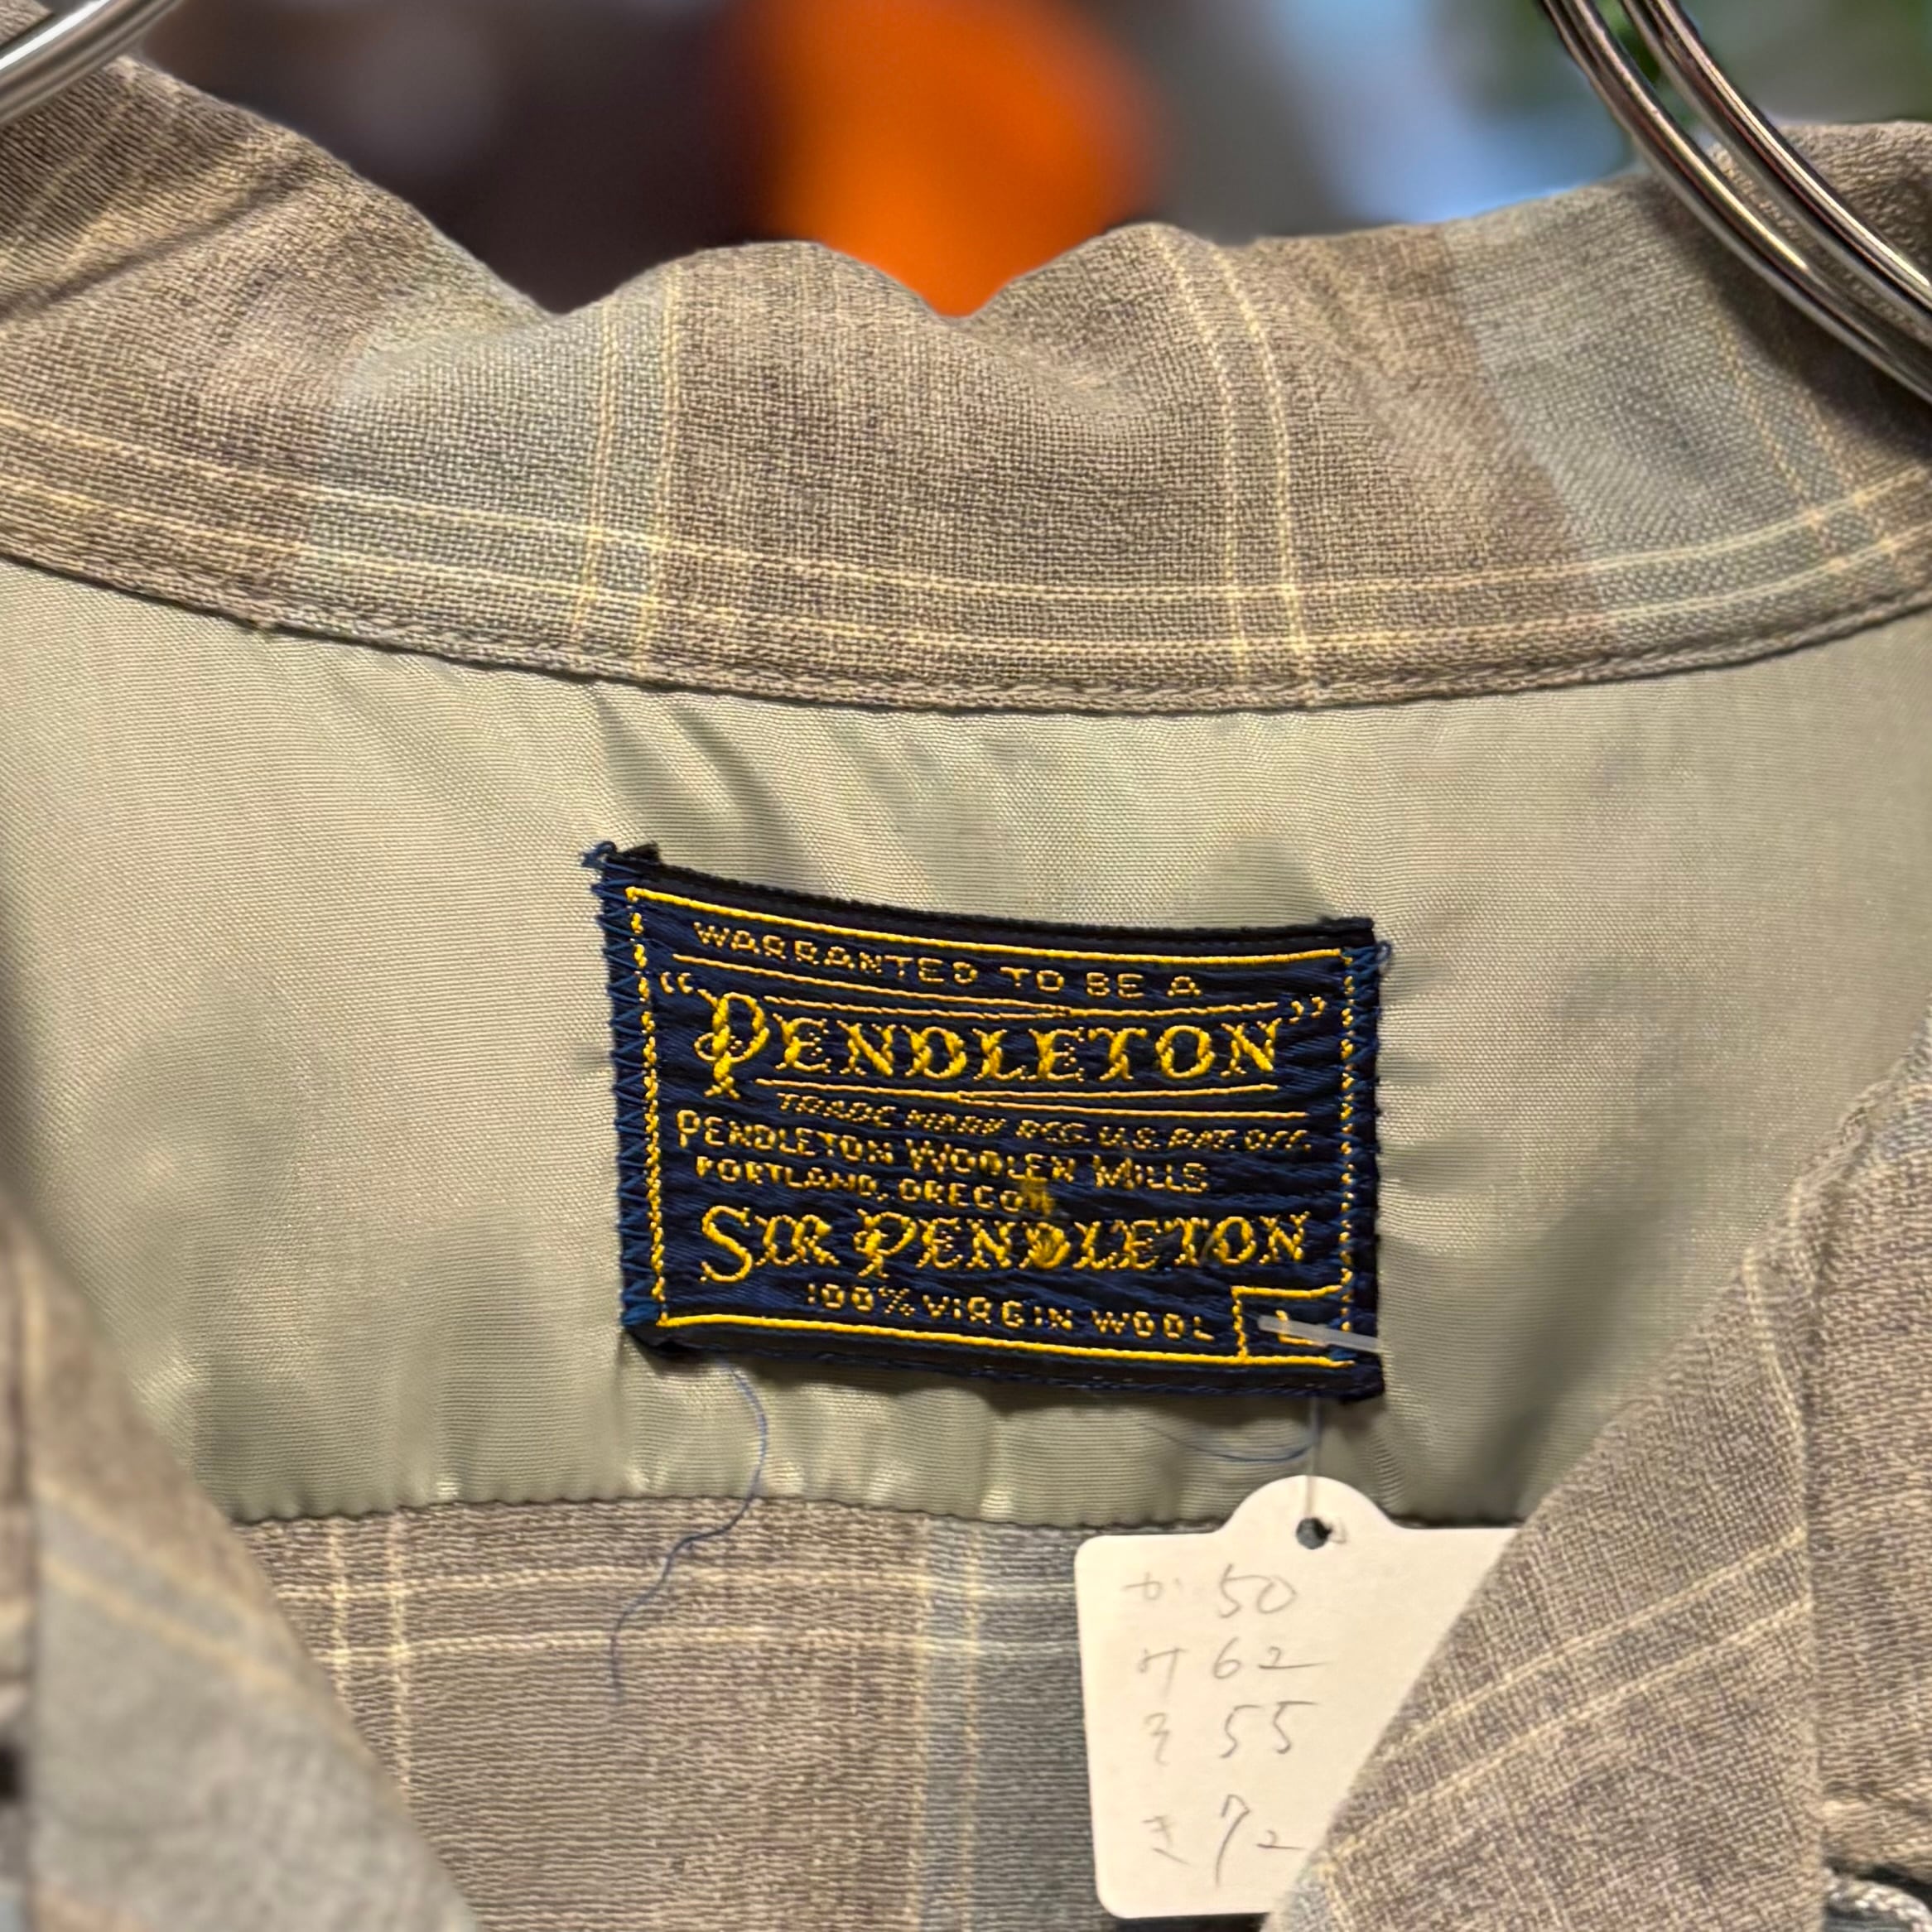 WARRANTED TO BE A
"PENDLETON"
TRADE MARK REG. U.S. PAT. OFF.
PENDLETON WOOLEN MILLS
PORTLAND, OREGON
SIR PENDLETON
100% VIRGIN WOOL L
か 50
み 62
そ 55
き 72